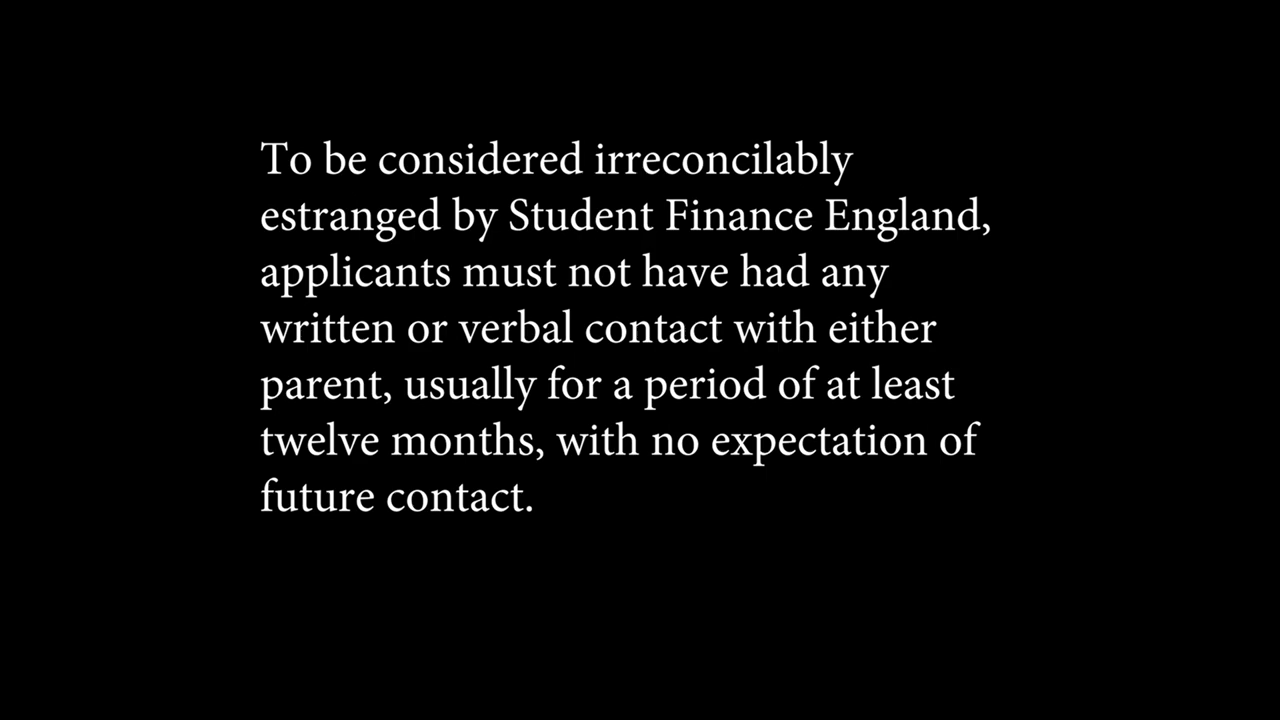 To be considered irreconcilably
estranged by Student Finance England,
applicants must not have had any
written or verbal contact with either
parent, usually for a period of at least
twelve months, with no expectation of
future contact.